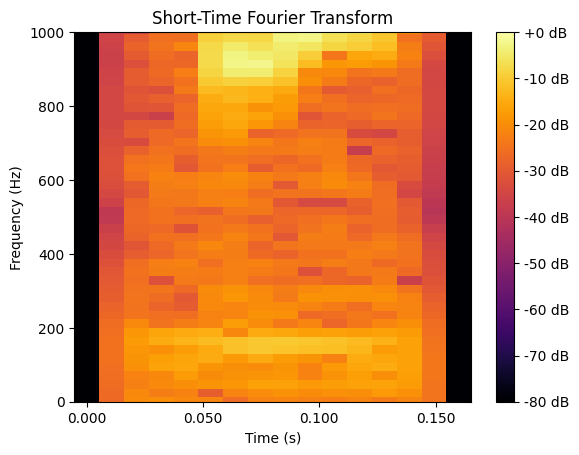 Short-Time Fourier Transform
1000
800
600
400
200
0
Frequency (Hz)
0.000
0.050
0.100
0.150
Time (s)
+0 dB
-10 dB
-20 dB
-30 dB
-40 dB
-50 dB
-60 dB
-70 dB
-80 dB